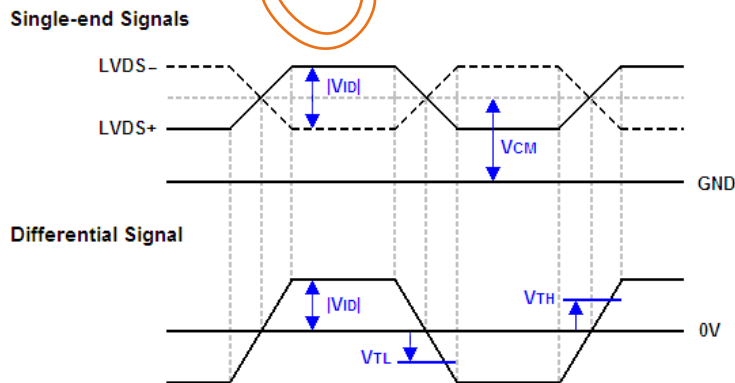 Single-end Signals
LVDS–
|VID|
LVDS+
VCM
GND
Differential Signal
|VID|
VTH
0V
VTL